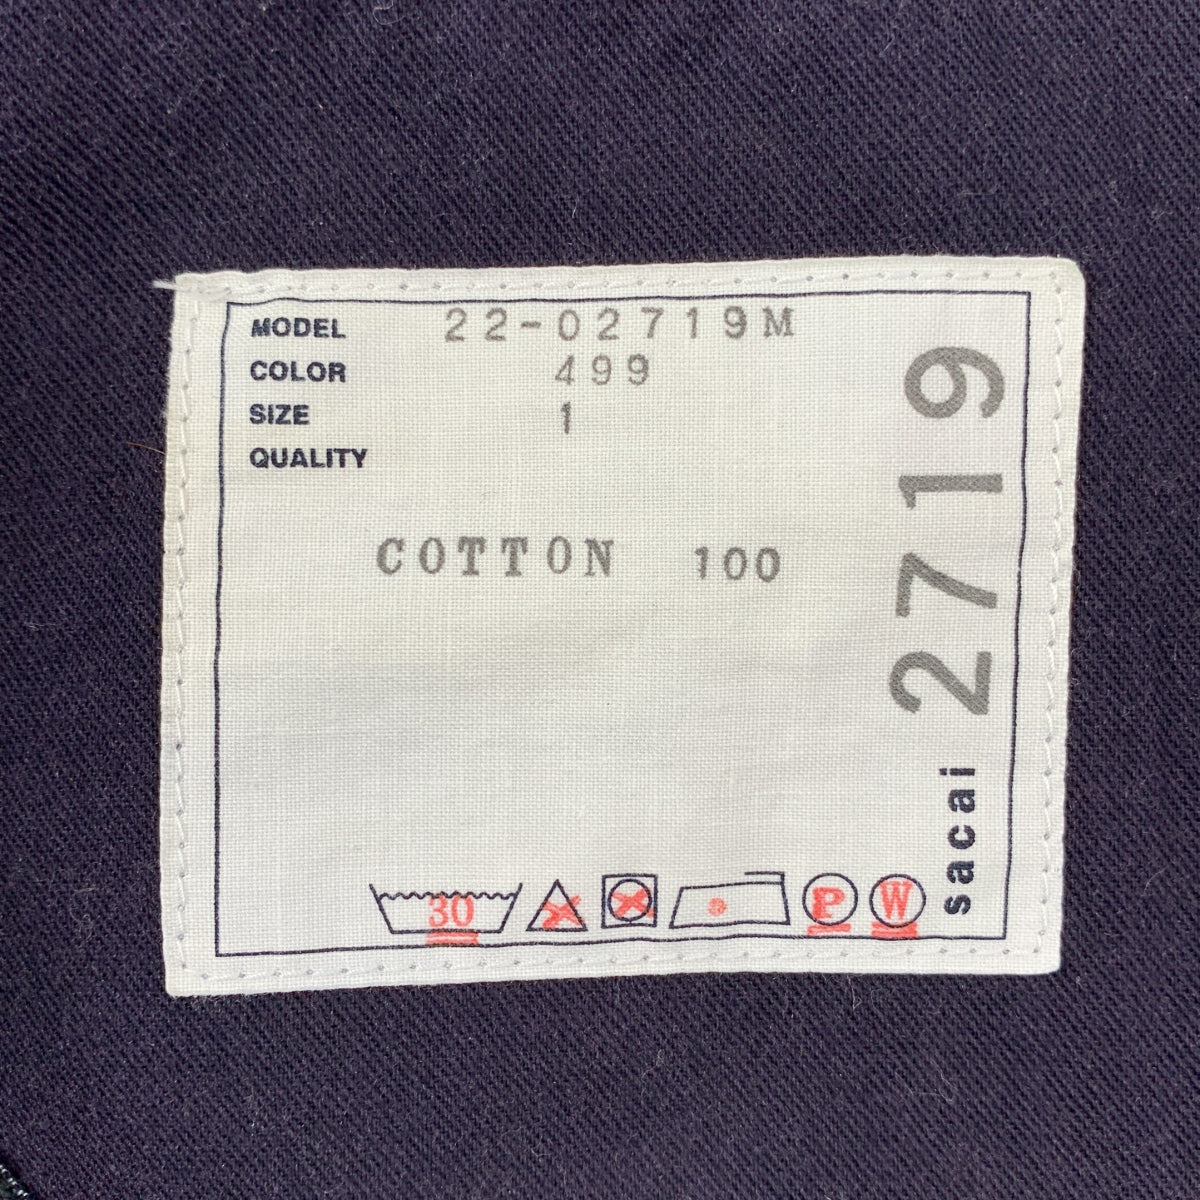 MODEL 22-02719M
COLOR 499
SIZE 1
QUALITY
COTTON 100
sacai 2719
30 P W